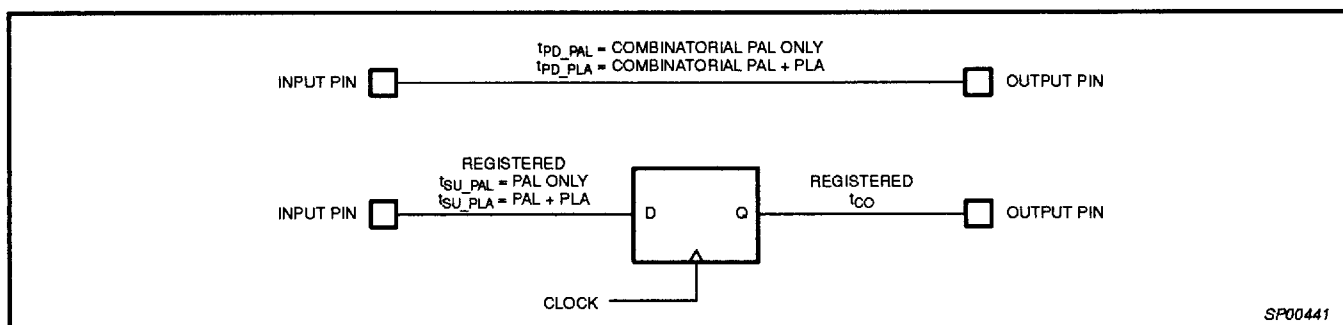 tPD_PAL = COMBINATORIAL PAL ONLY
tPD_PLA = COMBINATORIAL PAL + PLA
INPUT PIN
OUTPUT PIN
REGISTERED
tSU_PAL = PAL ONLY
tSU_PLA = PAL + PLA
REGISTERED
tCO
INPUT PIN
D
Q
OUTPUT PIN
CLOCK
SP00441